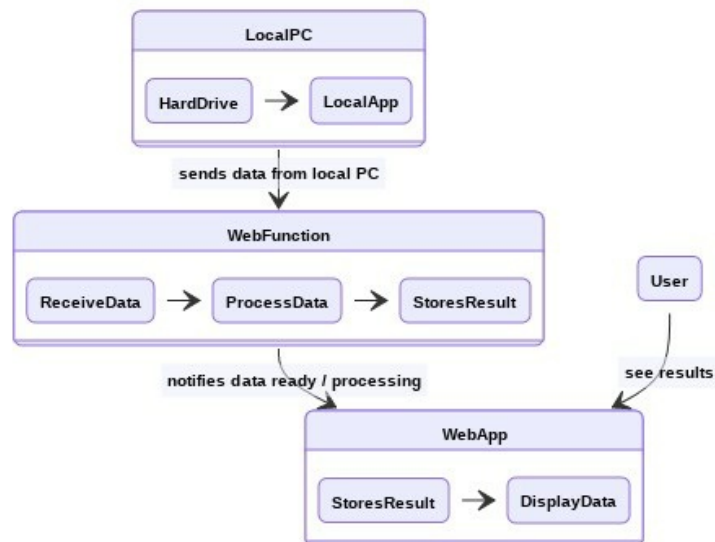 LocalPC
HardDrive
LocalApp
sends data from local PC
WebFunction
ReceiveData
ProcessData
StoresResult
User
notifies data ready / processing
see results
WebApp
StoresResult
DisplayData